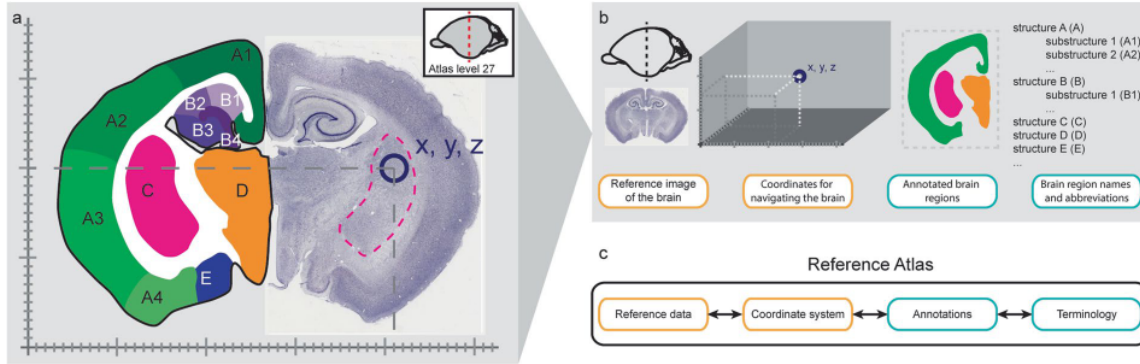 a
Atlas level 27
A1
B2
B1
A2
B3
B4
x, y, z
C
D
A3
E
A4
b
x, y, z
structure A (A)
substructure 1 (A1)
substructure 2 (A2)
...
structure B (B)
substructure 1 (B1)
...
structure C (C)
structure D (D)
structure E (E)
...
Reference image
of the brain
Coordinates for
navigating the brain
Annotated brain
regions
Brain region names
and abbreviations
c
Reference Atlas
Reference data
Coordinate system
Annotations
Terminology